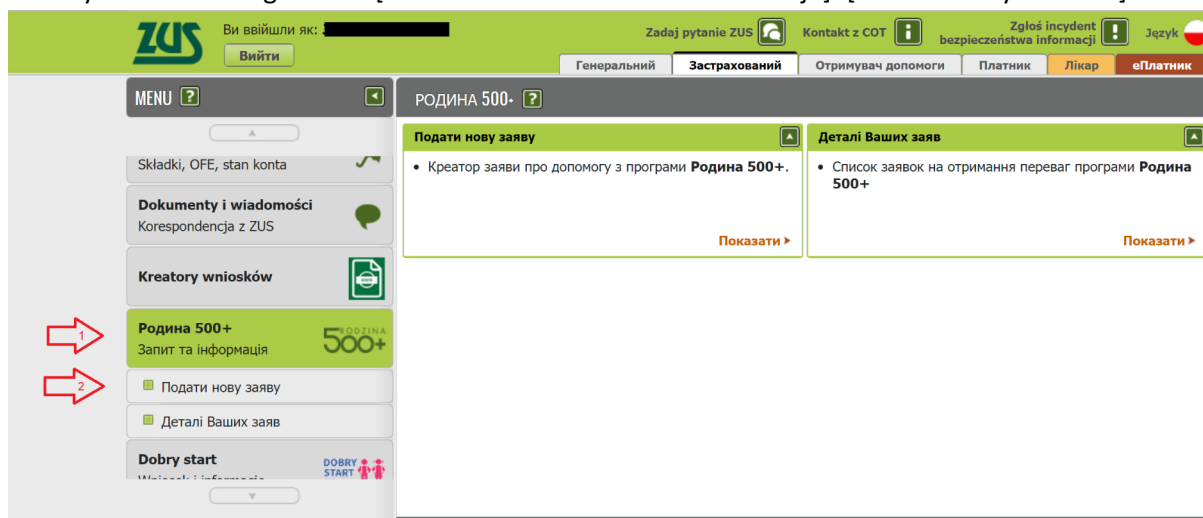 ZUS
Ви ввійшли як:
Вийти
Zadaj pytanie ZUS
Kontakt z COT
Zgłoś incydent
bezpieczeństwa informacji
Język
Генеральний
Застрахований
Отримувач допомоги
Платник
Лікар
еПлатник
MENU ?
РОДИНА 500+ ?
Składki, OFE, stan konta
Dokumenty i wiadomości
Korespondencja z ZUS
Kreatory wniosków
1
Родина 500+
Запит та інформація
RODZINA
500+
2
Подати нову заяву
Деталі Ваших заяв
Dobry start
DOBRY
START
Подати нову заяву
• Креатор заяви про допомогу з програми Родина 500+.
Показати
Деталі Ваших заяв
• Список заявок на отримання переваг програми Родина
500+
Показати